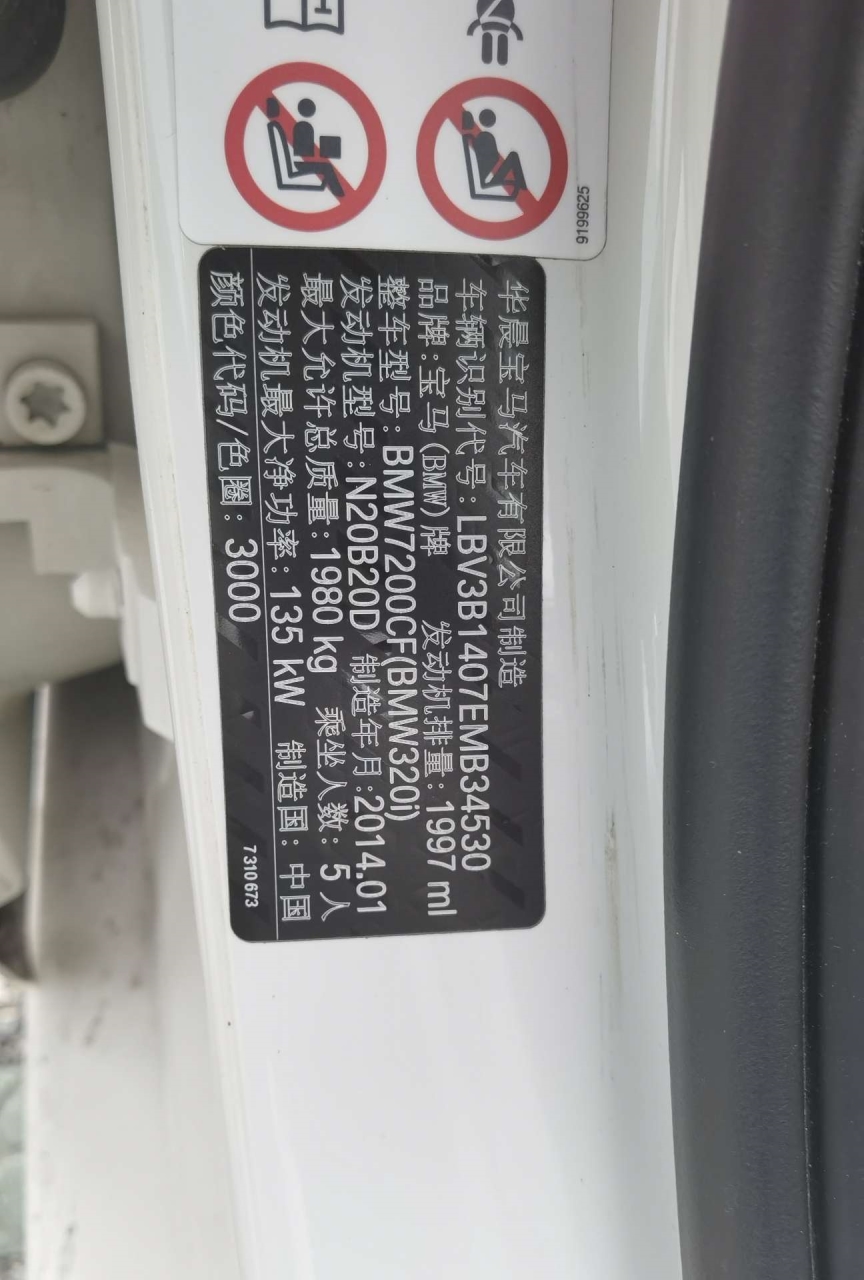 9199625
华晨宝马汽车有限公司制造
车辆识别代号: LBV3B1407EMB34530
品牌:宝马(BMW)牌 发动机排量: 1997 ml
整车型号: BMW7200CF(BMW320i)
发动机型号: N20B20D 制造年月:2014.01
最大允许总质量: 1980 kg 乘坐人数: 5 人
发动机最大净功率: 135 kW 制造国: 中国
颜色代码/色圈: 3000
7310673